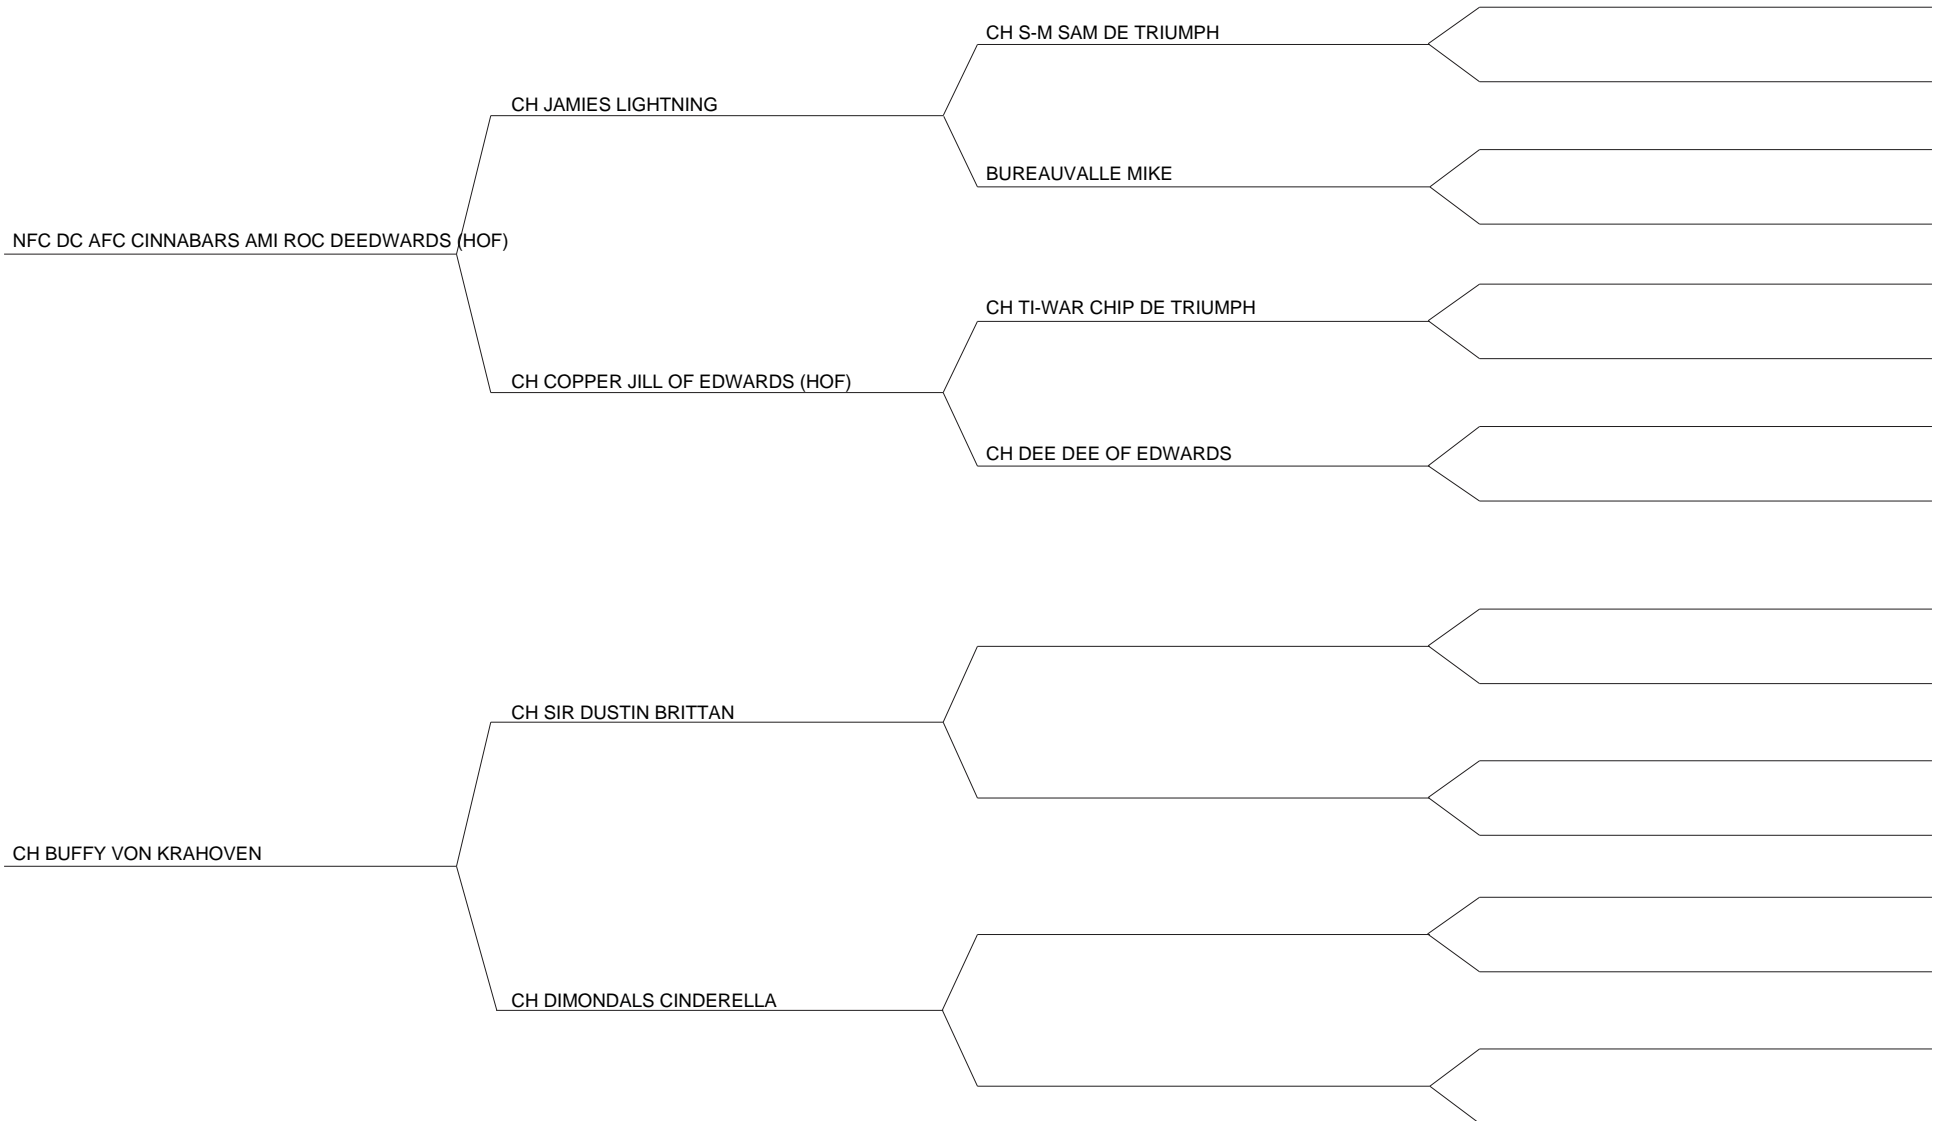 CH S-M SAM DE TRIUMPH
CH JAMIES LIGHTNING
BUREAUVALLE MIKE
NFC DC AFC CINNABARS AMI ROC DEEDWARDS (HOF)
CH TI-WAR CHIP DE TRIUMPH
CH COPPER JILL OF EDWARDS (HOF)
CH DEE DEE OF EDWARDS
CH SIR DUSTIN BRITTAN
CH BUFFY VON KRAHOVEN
CH DIMONDALS CINDERELLA